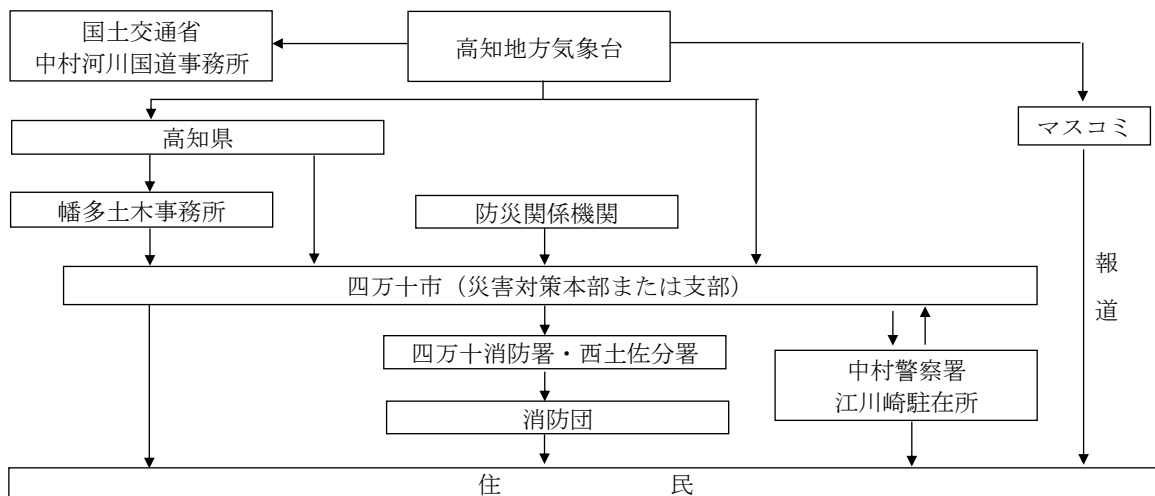 国土交通省
中村河川国道事務所
高知地方気象台
マスコミ
高知県
幡多土木事務所
防災関係機関
報道
四万十市（災害対策本部または支部）
四万十消防署・西土佐分署
中村警察署
江川崎駐在所
消防団
住民